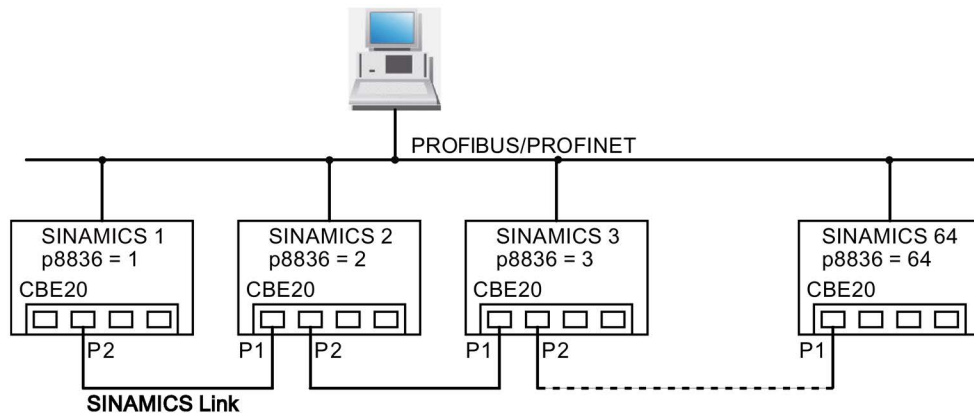 PROFIBUS/PROFINET
SINAMICS 1
p8836 = 1
CBE20
P2
SINAMICS 2
p8836 = 2
CBE20
P1 P2
SINAMICS 3
p8836 = 3
CBE20
P1 P2
SINAMICS 64
p8836 = 64
CBE20
P1
SINAMICS Link